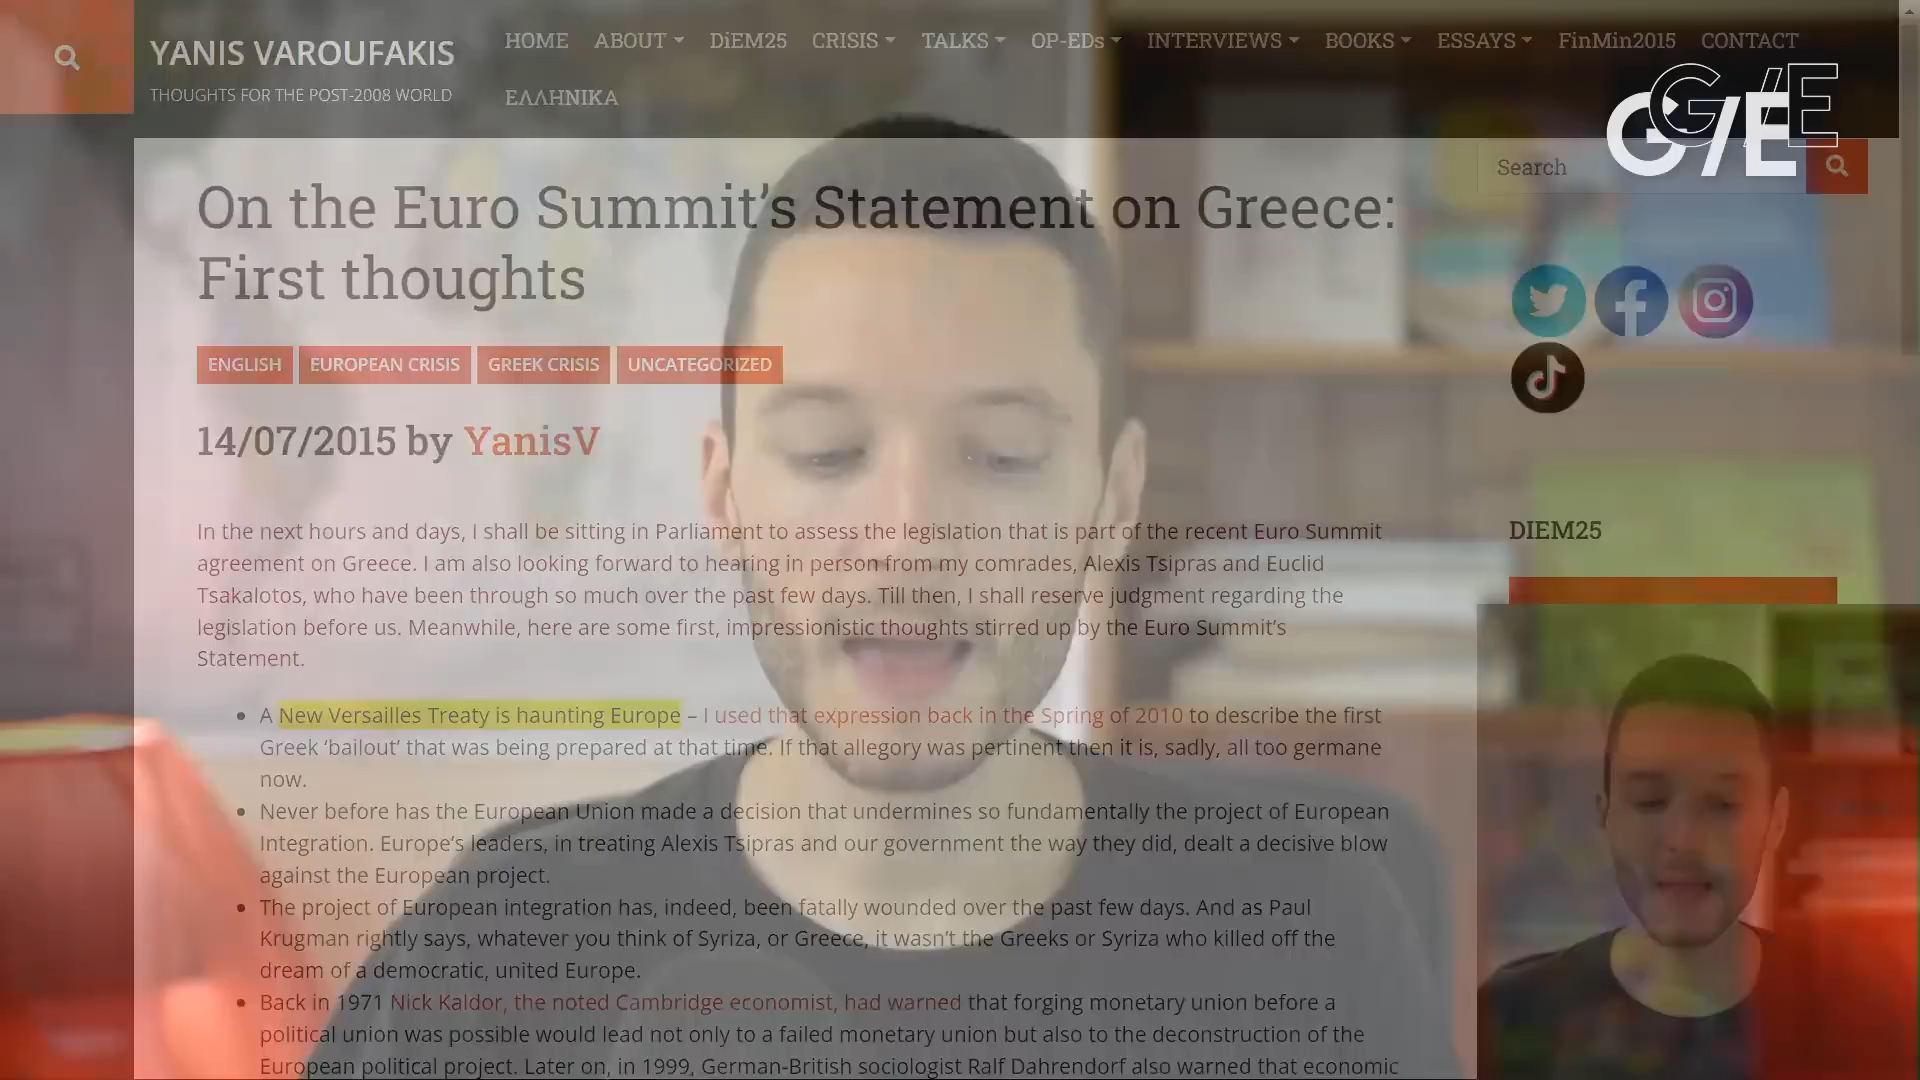 YANIS VAROUFAKIS
THOUGHTS FOR THE POST-2008 WORLD
HOME ABOUT DiEM25 CRISIS TALKS OP-EDs INTERVIEWS BOOKS ESSAYS FinMin2015 CONTACT
ΕΛΛΗΝΙΚΑ
G/E
G/E
Search
On the Euro Summit’s Statement on Greece:
First thoughts
ENGLISH EUROPEAN CRISIS GREEK CRISIS UNCATEGORIZED
14/07/2015 by YanisV
In the next hours and days, I shall be sitting in Parliament to assess the legislation that is part of the recent Euro Summit
agreement on Greece. I am also looking forward to hearing in person from my comrades, Alexis Tsipras and Euclid
Tsakalotos, who have been through so much over the past few days. Till then, I shall reserve judgment regarding the
legislation before us. Meanwhile, here are some first, impressionistic thoughts stirred up by the Euro Summit’s
Statement.
• A New Versailles Treaty is haunting Europe – I used that expression back in the Spring of 2010 to describe the first
Greek ‘bailout’ that was being prepared at that time. If that allegory was pertinent then it is, sadly, all too germane
now.
• Never before has the European Union made a decision that undermines so fundamentally the project of European
Integration. Europe’s leaders, in treating Alexis Tsipras and our government the way they did, dealt a decisive blow
against the European project.
• The project of European integration has, indeed, been fatally wounded over the past few days. And as Paul
Krugman rightly says, whatever you think of Syriza, or Greece, it wasn’t the Greeks or Syriza who killed off the
dream of a democratic, united Europe.
• Back in 1971 Nick Kaldor, the noted Cambridge economist, had warned that forging monetary union before a
political union was possible would lead not only to a failed monetary union but also to the deconstruction of the
European political project. Later on, in 1999, German-British sociologist Ralf Dahrendorf also warned that economic
DIEM25